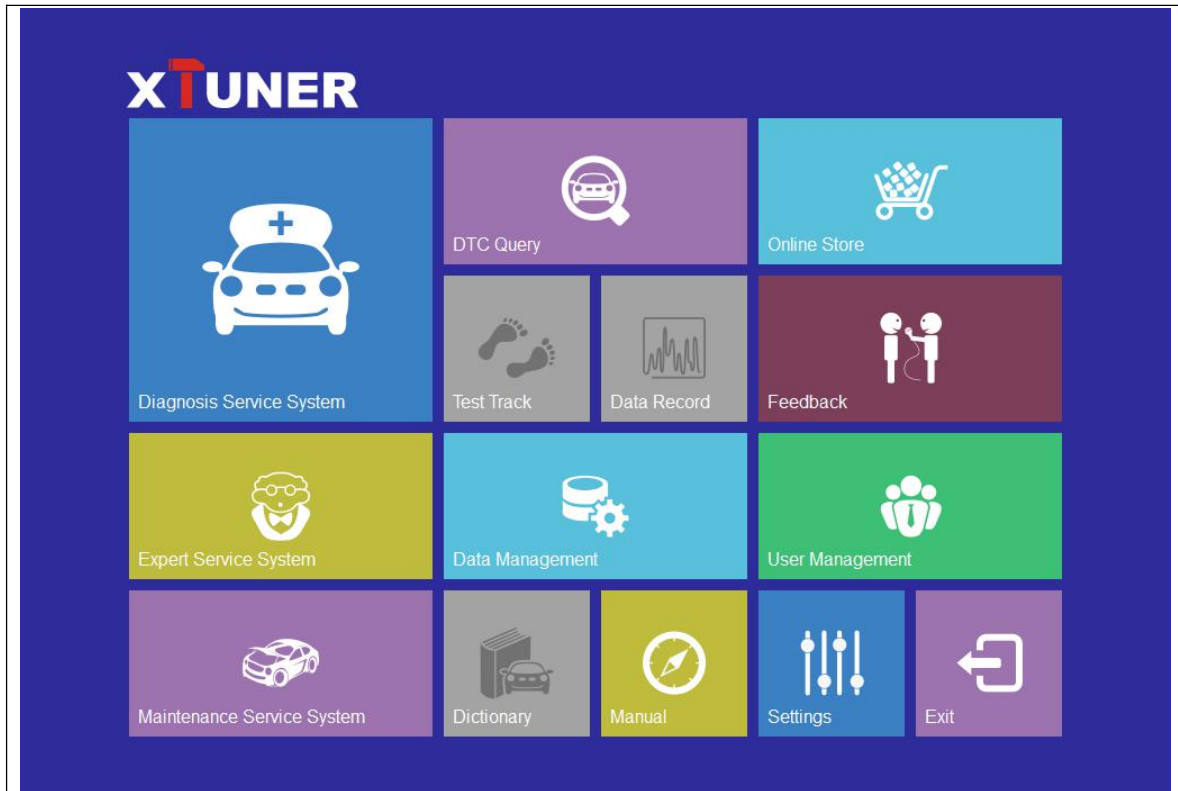 XTUNER
DTC Query
Online Store
Diagnosis Service System
Test Track
Data Record
Feedback
Expert Service System
Data Management
User Management
Maintenance Service System
Dictionary
Manual
Settings
Exit